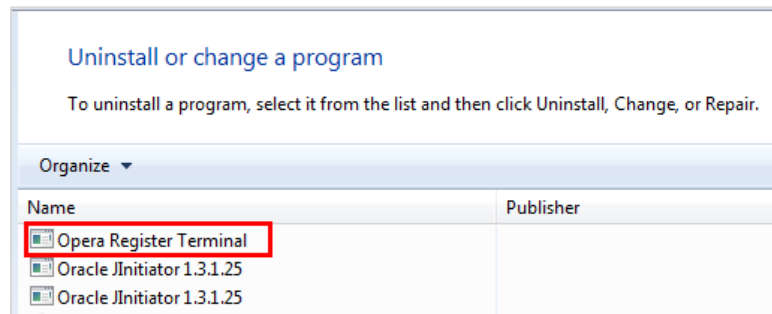 Uninstall or change a program
To uninstall a program, select it from the list and then click Uninstall, Change, or Repair.
Organize
Name Publisher
Opera Register Terminal
Oracle JInitiator 1.3.1.25
Oracle JInitiator 1.3.1.25